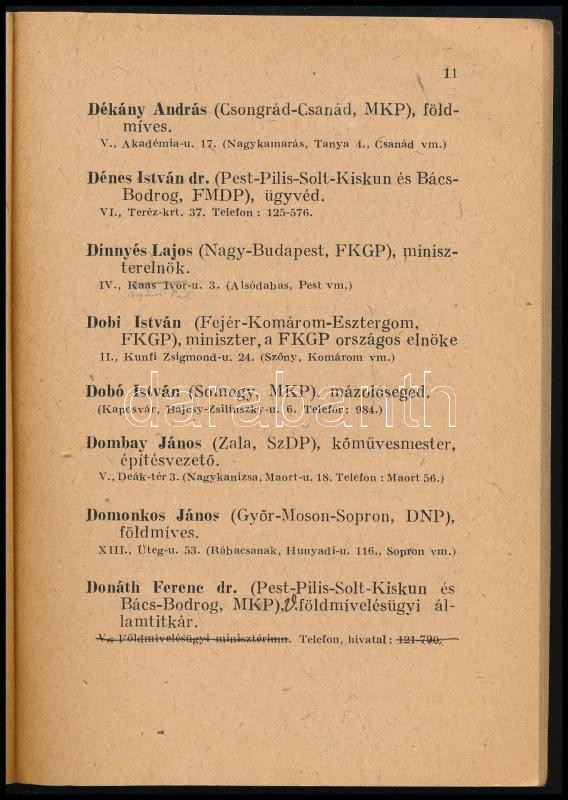 11
Dékány András (Csongrád-Csanád, MKP), föld-
míves.
V., Akadémia-u. 17. (Nagykamarás, Tanya 4., Csanád vm.)
Dénes István dr. (Pest-Pilis-Solt-Kiskun és Bács-
Bodrog, FMDP), ügyvéd.
VI., Teréz-krt. 37. Telefon : 125-576.
Dinnyés Lajos (Nagy-Budapest, FKGP), minisz-
terelnök.
IV., Kaas Ivor-u. 3. (Alsódabas, Pest vm.)
Dobi István (Fejér-Komárom-Esztergom,
FKGP), miniszter, a FKGP országos elnöke
II., Kunfi Zsigmond-u. 24. (Szőny, Komárom vm.)
Dobó István (Somogy, MKP), mázolósegéd.
(Kaposvár, Bajcsy-Zsilinszky-u. 6. Telefon: 984.)
darabanth
Dombay János (Zala, SzDP), kőművesmester,
építésvezető.
V., Deák-tér 3. (Nagykanizsa, Maort-u. 18. Telefon : Maort 56.)
Domonkos János (Győr-Moson-Sopron, DNP),
földmíves.
XIII., Üteg-u. 53. (Rábacsanak, Hunyadi-u. 116., Sopron vm.)
Donáth Ferenc dr. (Pest-Pilis-Solt-Kiskun és
Bács-Bodrog, MKP), v. földmívelésügyi ál-
lamtitkár.
V., Földmívelésügyi minisztérium. Telefon, hivatal : 121-790.